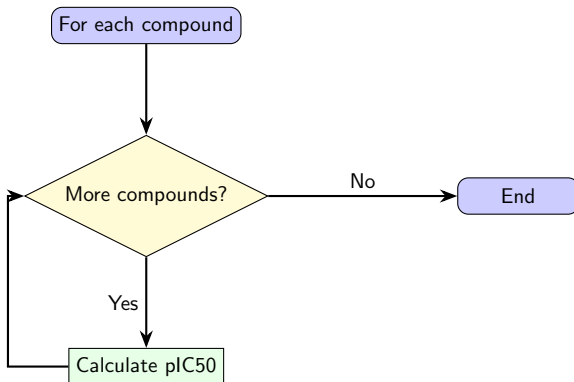 For each compound
More compounds?
No
End
Yes
Calculate pIC50